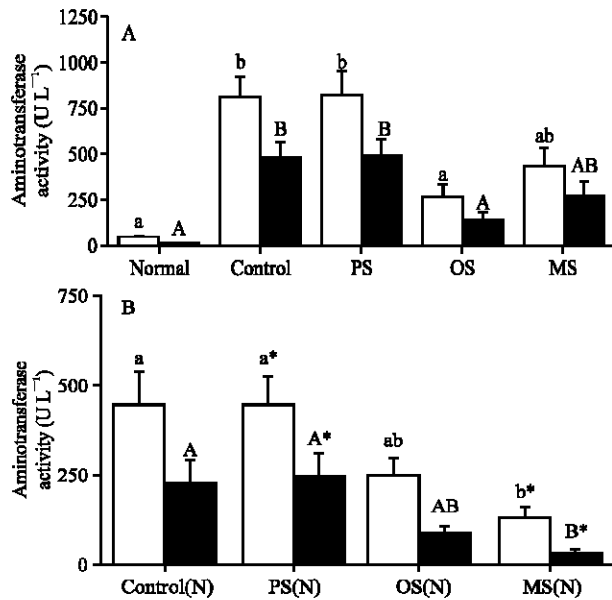 A
Aminotransferase
activity (U L⁻¹)
1250
1000
750
500
250
0
a
A
b
B
b
B
a
A
ab
AB
Normal
Control
PS
OS
MS
B
Aminotransferase
activity (U L⁻¹)
750
500
250
0
a
A
a*
A*
ab
AB
b*
B*
Control(N)
PS(N)
OS(N)
MS(N)